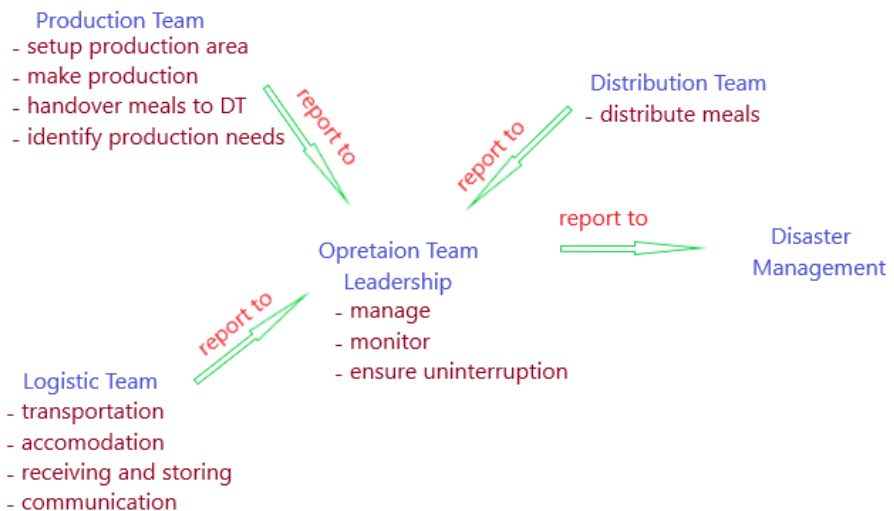 Production Team
- setup production area
- make production
- handover meals to DT
- identify production needs
report to
Distribution Team
- distribute meals
report to
Opretaion Team
Leadership
- manage
- monitor
- ensure uninterruption
report to
Disaster
Management
report to
Logistic Team
- transportation
- accomodation
- receiving and storing
- communication